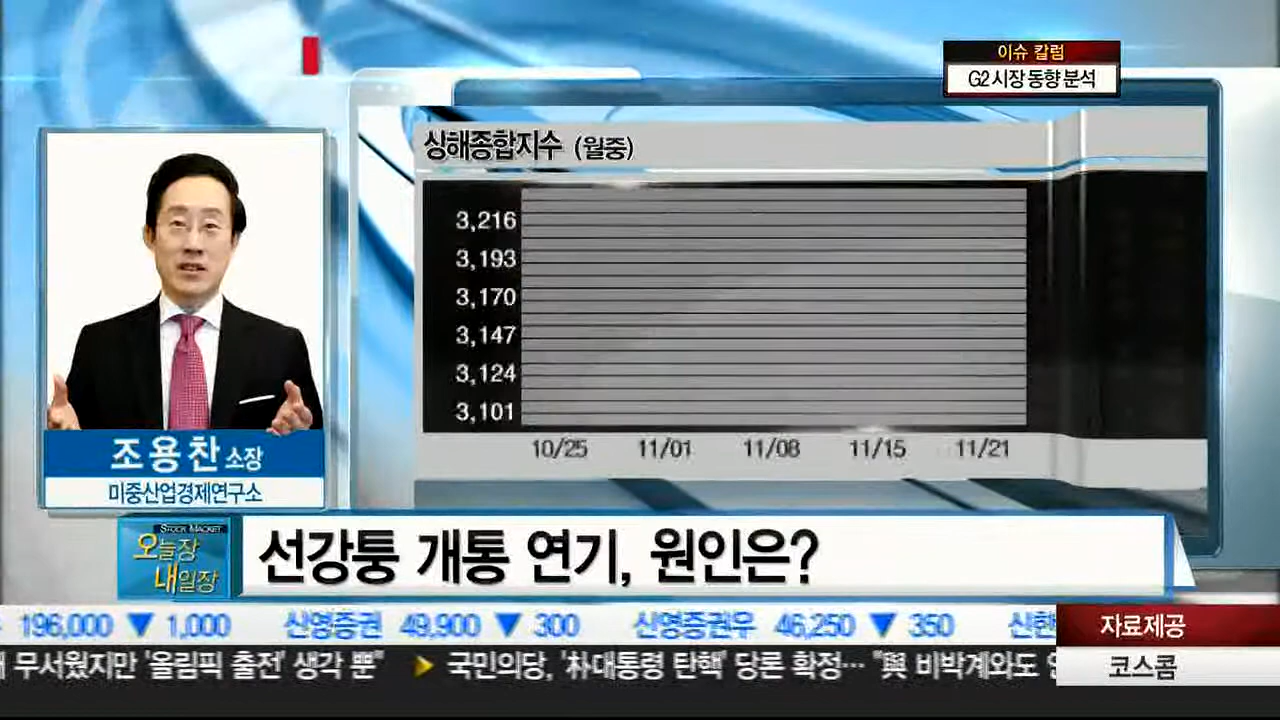 이슈 칼럼
G2시장 동향 분석
싱해종합지수 (월중)
3,216
3,193
3,170
3,147
3,124
3,101
10/25 11/01 11/08 11/15 11/21
조용찬 소장
미중산업경제연구소
STOCK MARKET
오늘장
내일장
선강퉁 개통 연기, 원인은?
196,000 ▼ 1,000 신영증권 49,900 ▼ 300 신영증권우 46,250 ▼ 350 신한
자료제공
무서웠지만 '올림픽 출전' 생각 뿐" ▶ 국민의당, '朴대통령 탄핵' 당론 확정… "與 비박계와도
코스콤